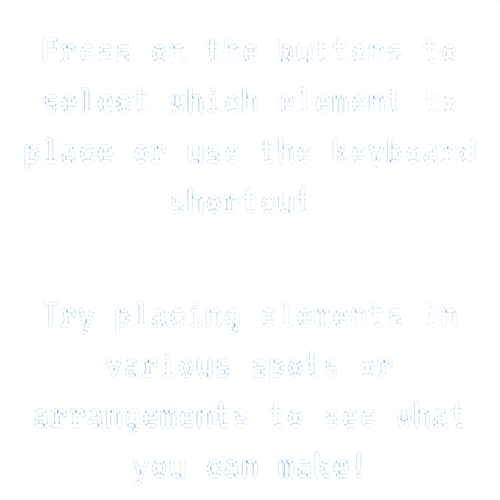 Press on the buttons to
select which element to
place or use the keyboard
shortcut.
Try placing elements in
various spots or
arrangements to see what
you can make!